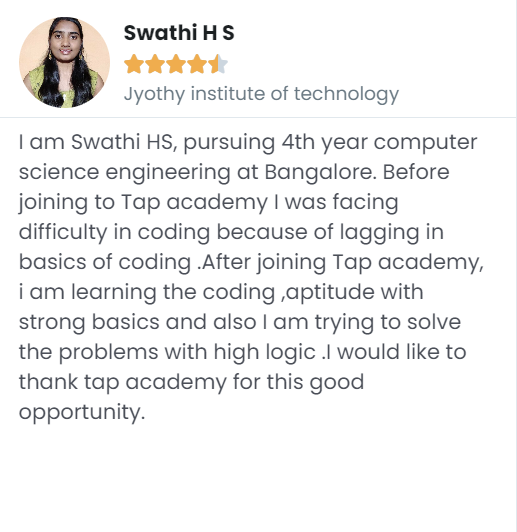 Swathi H S
Jyothy institute of technology
I am Swathi HS, pursuing 4th year computer
science engineering at Bangalore. Before
joining to Tap academy I was facing
difficulty in coding because of lagging in
basics of coding .After joining Tap academy,
i am learning the coding ,aptitude with
strong basics and also I am trying to solve
the problems with high logic .I would like to
thank tap academy for this good
opportunity.